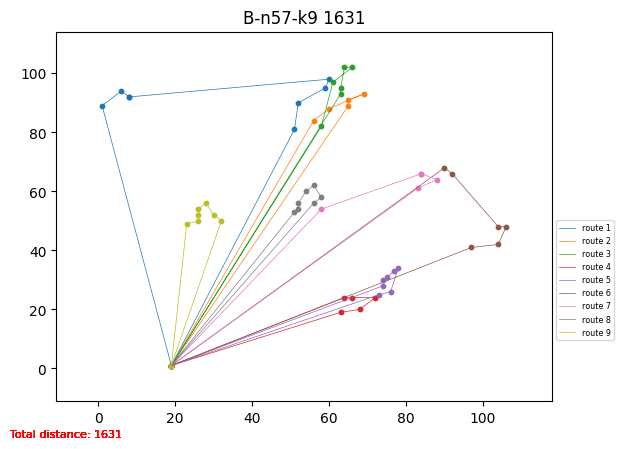 B-n57-k9 1631
100
80
60
40
20
0
0 20 40 60 80 100
route 1
route 2
route 3
route 4
route 5
route 6
route 7
route 8
route 9
Total distance: 1631